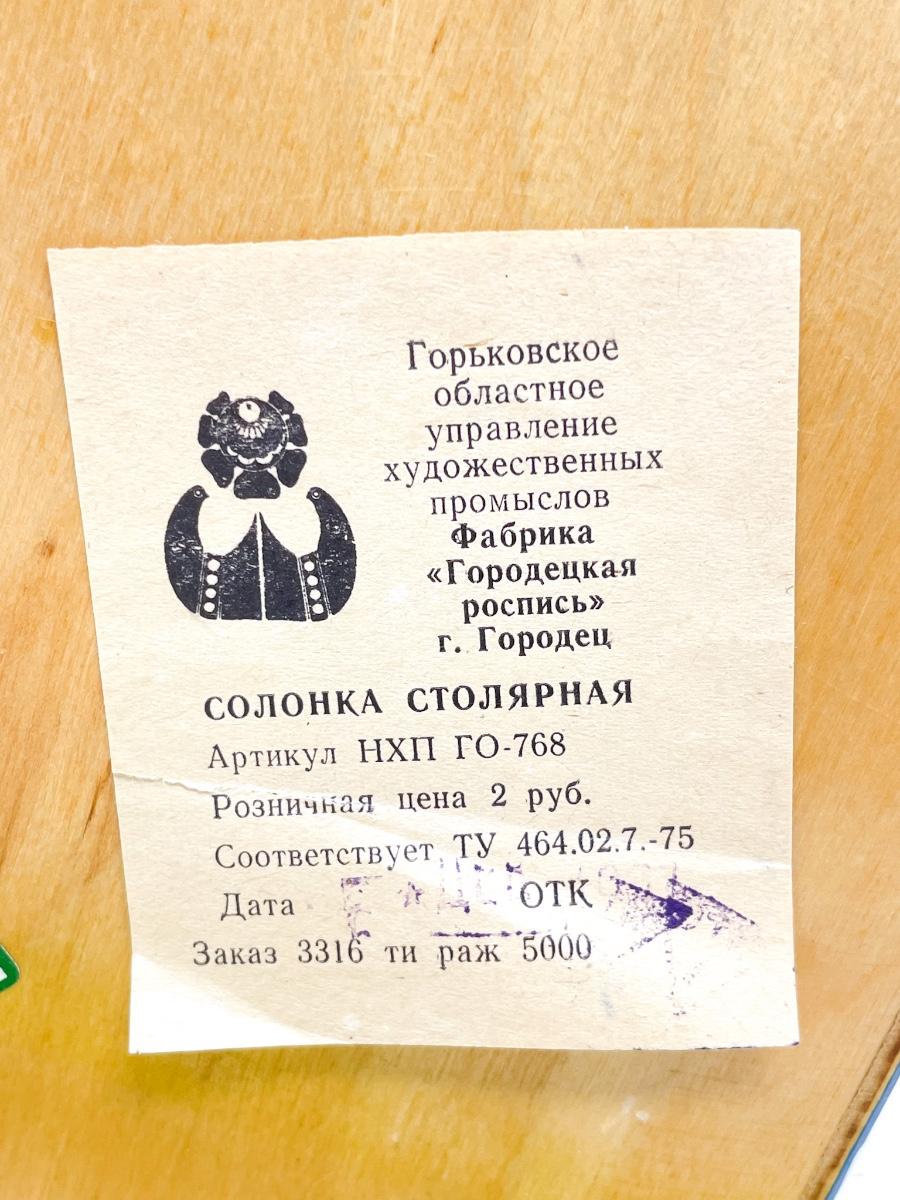 Горьковское
областное
управление
художественных
промыслов
Фабрика
«Городецкая
роспись»
г. Городец
СОЛОНКА СТОЛЯРНАЯ
Артикул НХП ГО-768
Розничная цена 2 руб.
Соответствует ТУ 464.02.7.-75
Дата ОТК
Заказ 3316 ти раж 5000